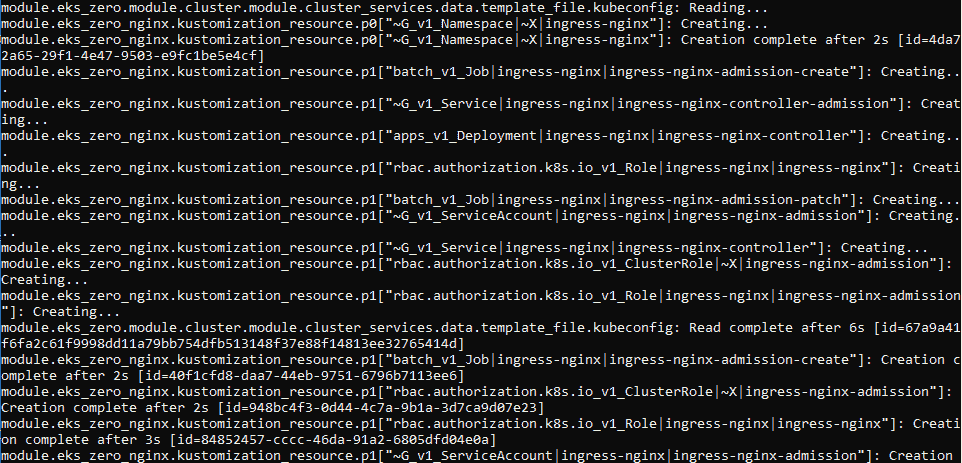 module.eks_zero.module.cluster.module.cluster_services.data.template_file.kubeconfig: Reading...
module.eks_zero_nginx.kustomization_resource.p0["~G_v1_Namespace|~X|ingress-nginx"]: Creating...
module.eks_zero_nginx.kustomization_resource.p0["~G_v1_Namespace|~X|ingress-nginx"]: Creation complete after 2s [id=4da7
2a65-29f1-4e47-9503-e9fc1be5e4cf]
module.eks_zero_nginx.kustomization_resource.p1["batch_v1_Job|ingress-nginx|ingress-nginx-admission-create"]: Creating..
.
module.eks_zero_nginx.kustomization_resource.p1["~G_v1_Service|ingress-nginx|ingress-nginx-controller-admission"]: Creat
ing...
module.eks_zero_nginx.kustomization_resource.p1["apps_v1_Deployment|ingress-nginx|ingress-nginx-controller"]: Creating..
.
module.eks_zero_nginx.kustomization_resource.p1["rbac.authorization.k8s.io_v1_Role|ingress-nginx|ingress-nginx"]: Creati
ng...
module.eks_zero_nginx.kustomization_resource.p1["batch_v1_Job|ingress-nginx|ingress-nginx-admission-patch"]: Creating...
module.eks_zero_nginx.kustomization_resource.p1["~G_v1_ServiceAccount|ingress-nginx|ingress-nginx-admission"]: Creating.
..
module.eks_zero_nginx.kustomization_resource.p1["~G_v1_Service|ingress-nginx|ingress-nginx-controller"]: Creating...
module.eks_zero_nginx.kustomization_resource.p1["rbac.authorization.k8s.io_v1_ClusterRole|~X|ingress-nginx-admission"]:
Creating...
module.eks_zero_nginx.kustomization_resource.p1["rbac.authorization.k8s.io_v1_Role|ingress-nginx|ingress-nginx-admission
"]: Creating...
module.eks_zero.module.cluster.module.cluster_services.data.template_file.kubeconfig: Read complete after 6s [id=67a9a41
f6fa2c61f9998dd11a79bb754dfb513148f37e88f14813ee32765414d]
module.eks_zero_nginx.kustomization_resource.p1["batch_v1_Job|ingress-nginx|ingress-nginx-admission-create"]: Creation c
omplete after 2s [id=40f1cfd8-daa7-44eb-9751-6796b7113ee6]
module.eks_zero_nginx.kustomization_resource.p1["rbac.authorization.k8s.io_v1_ClusterRole|~X|ingress-nginx-admission"]:
Creation complete after 2s [id=948bc4f3-0d44-4c7a-9b1a-3d7ca9d07e23]
module.eks_zero_nginx.kustomization_resource.p1["rbac.authorization.k8s.io_v1_Role|ingress-nginx|ingress-nginx"]: Creati
on complete after 3s [id=84852457-cccc-46da-91a2-6805dfd04e0a]
module.eks_zero_nginx.kustomization_resource.p1["~G_v1_ServiceAccount|ingress-nginx|ingress-nginx-admission"]: Creation